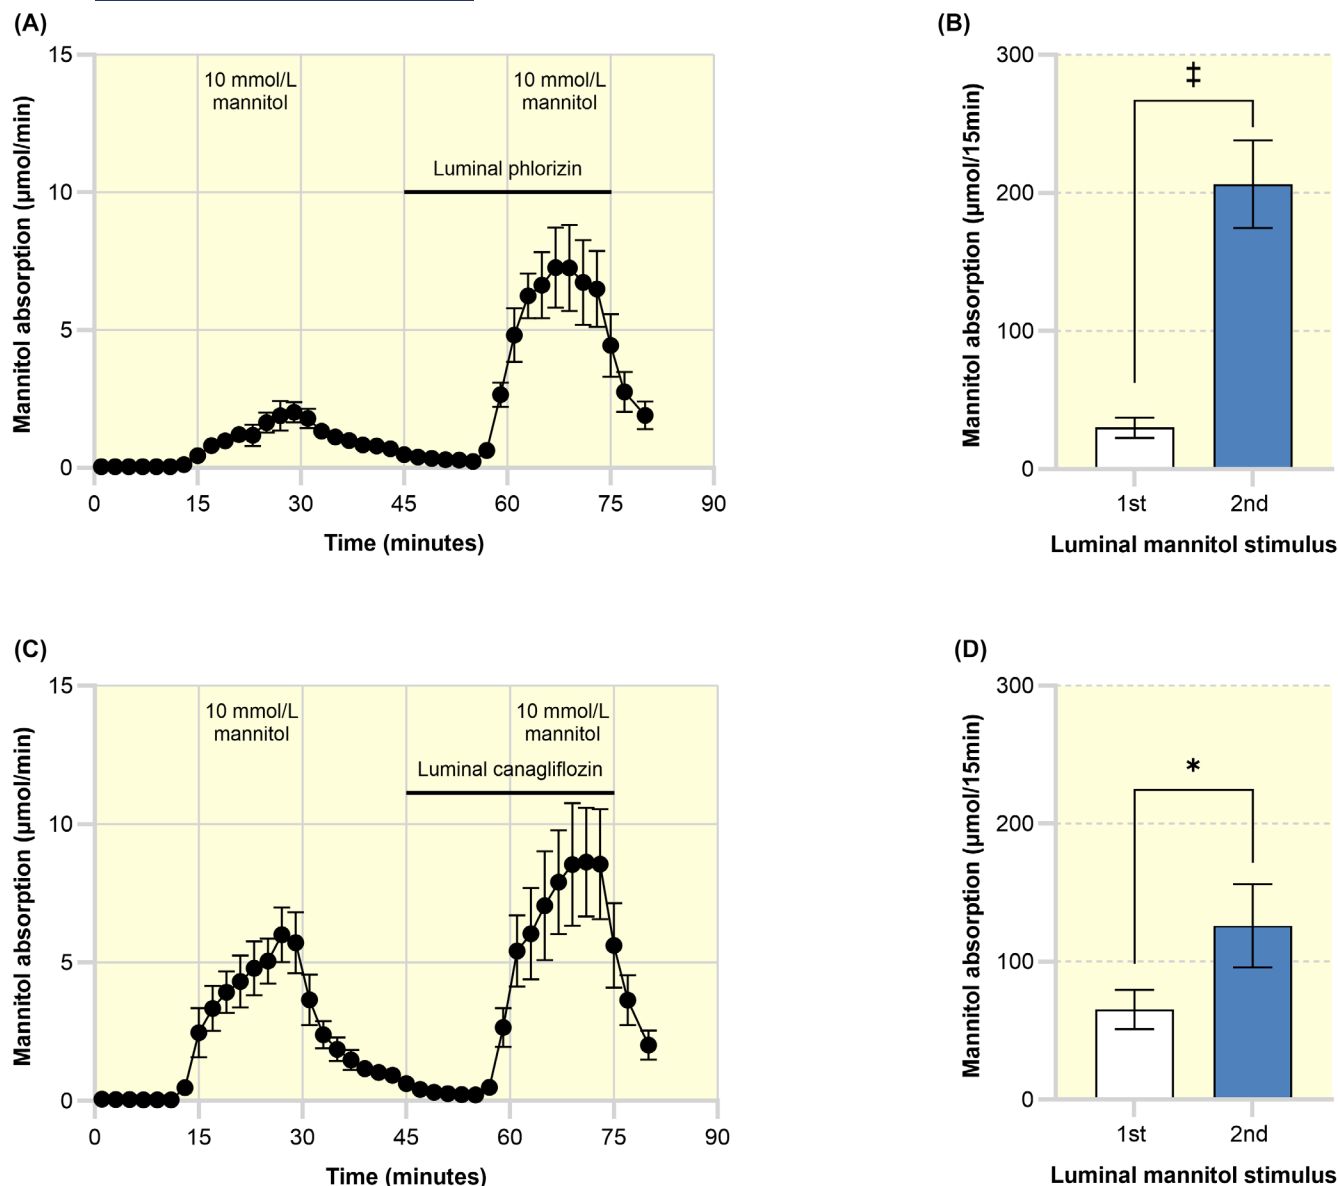 (A)
Mannitol absorption (µmol/min)
15
10
5
0
10 mmol/L
mannitol
10 mmol/L
mannitol
Luminal phlorizin
0 15 30 45 60 75 90
Time (minutes)
(B)
Mannitol absorption (µmol/15min)
300
200
100
0
‡
1st 2nd
Luminal mannitol stimulus
(C)
Mannitol absorption (µmol/min)
15
10
5
0
10 mmol/L
mannitol
10 mmol/L
mannitol
Luminal canagliflozin
0 15 30 45 60 75 90
Time (minutes)
(D)
Mannitol absorption (µmol/15min)
300
200
100
0
*
1st 2nd
Luminal mannitol stimulus